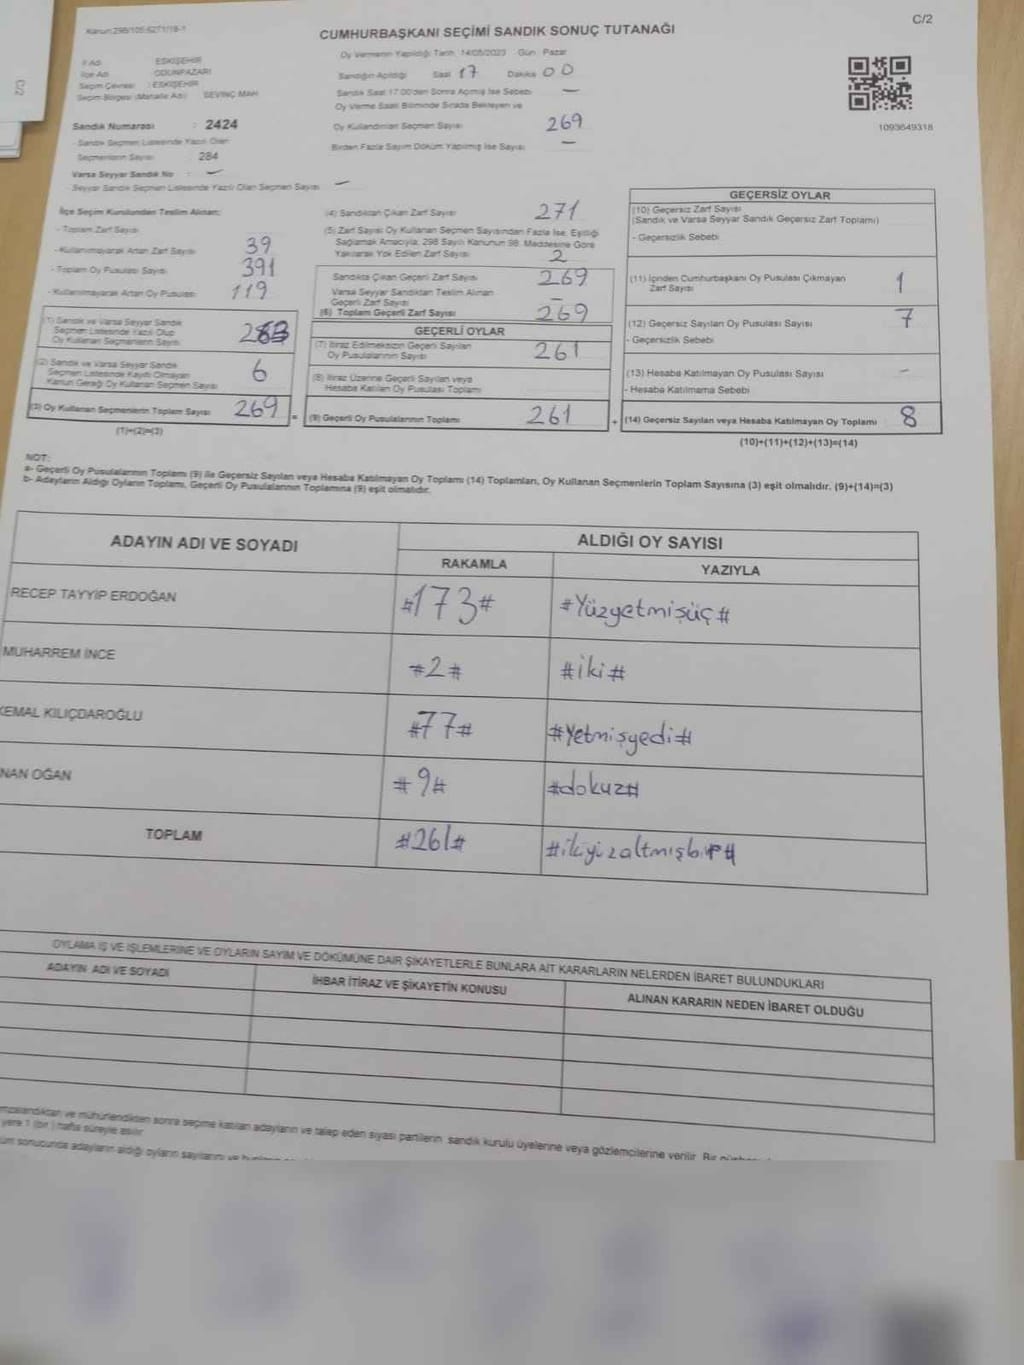 Kanun:298/105.6271/18-1
C/2
CUMHURBAŞKANI SEÇİMİ SANDIK SONUÇ TUTANAĞI
Oy Vermenin Yapıldığı Tarih 14/05/2023 Gün Pazar
İl Adı ESKİŞEHİR
İlçe Adı ODUNPAZARI
Seçim Çevresi : ESKİŞEHİR
Seçim Bölgesi (Mahalle Adı) SEVİNÇ MAH.
Sandığın Açıldığı Saat 17 Dakika 00
Sandık Saat 17:00'den Sonra Açılmış İse Sebebi —
Oy Verme Saati Bitiminde Sırada Bekleyen ve
Oy Kullandırılan Seçmen Sayısı 269
Birden Fazla Sayım Döküm Yapılmış İse Sayısı —
1093649318
Sandık Numarası : 2424
- Sandık Seçmen Listesinde Yazılı Olan
Seçmenlerin Sayısı 284
Varsa Seyyar Sandık No : —
- Seyyar Sandık Seçmen Listesinde Yazılı Olan Seçmen Sayısı —
İlçe Seçim Kurulundan Teslim Alınan:
- Toplam Zarf Sayısı
- Kullanılmayarak Artan Zarf Sayısı 39
- Toplam Oy Pusulası Sayısı 391
- Kullanılmayarak Artan Oy Pusulası 119
(1) Sandık ve Varsa Seyyar Sandık
Seçmen Listesinde Yazılı Olup
Oy Kullanan Seçmenlerin Sayısı
(2) Sandık ve Varsa Seyyar Sandık
Seçmen Listesinde Kayıtlı Olmayan
Kanun Gereği Oy Kullanan Seçmen Sayısı 6
(3) Oy Kullanan Seçmenlerin Toplam Sayısı 269 =
(1)+(2)=(3)
(4) Sandıktan Çıkan Zarf Sayısı 271
(5) Zarf Sayısı Oy Kullanan Seçmen Sayısından Fazla İse, Eşitliği
Sağlamak Amacıyla, 298 Sayılı Kanunun 98. Maddesine Göre
Yakılarak Yok Edilen Zarf Sayısı 2
Sandıkta Çıkan Geçerli Zarf Sayısı 269
Varsa Seyyar Sandıktan Teslim Alınan
Geçerli Zarf Sayısı —
(6) Toplam Geçerli Zarf Sayısı 269
GEÇERLİ OYLAR
(7) İtiraz Edilmeksizin Geçerli Sayılan
Oy Pusulalarının Sayısı 261
(8) İtiraz Üzerine Geçerli Sayılan veya
Hesaba Katılan Oy Pusulası Toplamı
(9) Geçerli Oy Pusulalarının Toplamı 261 +
GEÇERSİZ OYLAR
(10) Geçersiz Zarf Sayısı
(Sandık ve Varsa Seyyar Sandık Geçersiz Zarf Toplamı)
- Geçersizlik Sebebi
(11) İçinden Cumhurbaşkanı Oy Pusulası Çıkmayan
Zarf Sayısı 1
(12) Geçersiz Sayılan Oy Pusulası Sayısı 7
- Geçersizlik Sebebi
(13) Hesaba Katılmayan Oy Pusulası Sayısı -
- Hesaba Katılmama Sebebi
(14) Geçersiz Sayılan veya Hesaba Katılmayan Oy Toplamı 8
(10)+(11)+(12)+(13)=(14)
NOT:
a- Geçerli Oy Pusulalarının Toplamı (9) ile Geçersiz Sayılan veya Hesaba Katılmayan Oy Toplamı (14) Toplamları, Oy Kullanan Seçmenlerin Toplam Sayısına (3) eşit olmalıdır. (9)+(14)=(3)
b- Adayların Aldığı Oyların Toplamı, Geçerli Oy Pusulalarının Toplamına (9) eşit olmalıdır.
ADAYIN ADI VE SOYADI
ALDIĞI OY SAYISI
RAKAMLA YAZIYLA
RECEP TAYYİP ERDOĞAN #173# #Yüzyetmişüç#
MUHARREM İNCE #2# #iki#
KEMAL KILIÇDAROĞLU #77# #Yetmişyedi#
NAN OĞAN #9# #dokuz#
TOPLAM #261# #ikiyüzaltmışbir#
OYLAMA İŞ VE İŞLEMLERİNE VE OYLARIN SAYIM VE DÖKÜMÜNE DAİR ŞİKAYETLERLE BUNLARA AİT KARARLARIN NELERDEN İBARET BULUNDUKLARI
ADAYIN ADI VE SOYADI İHBAR İTİRAZ VE ŞİKAYETİN KONUSU ALINAN KARARIN NEDEN İBARET OLDUĞU
mzalandıktan ve mühürlendikten sonra seçime katılan adayların ve talep eden siyasi partilerin sandık kurulu üyelerine veya gözlemcilerine verilir. Bir
yere 1 (bir) hafta süreyle asılır.
sonucunda adayların aldığı oyların sayılarını ve